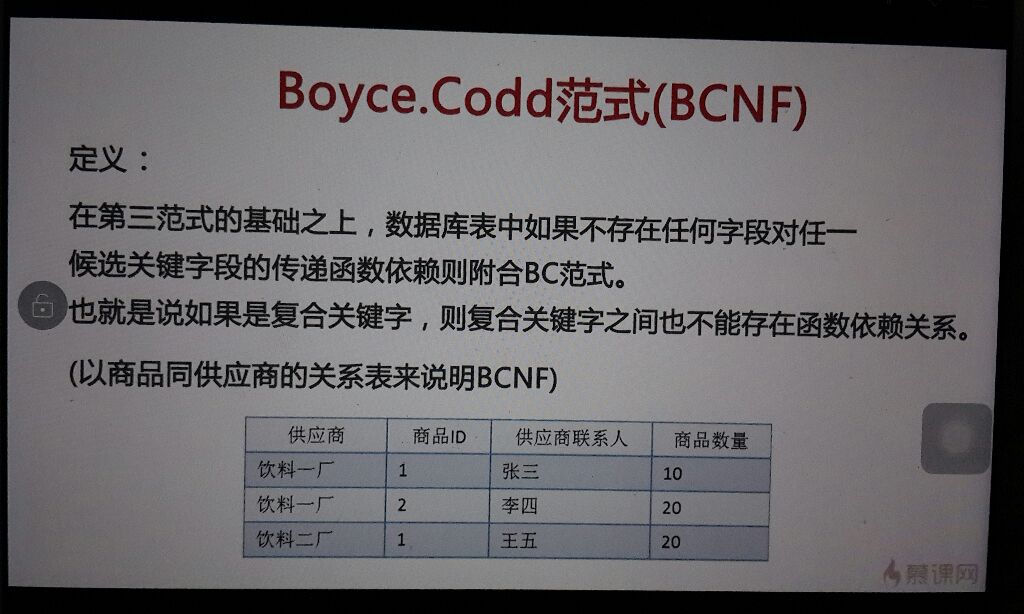 Boyce.Codd范式(BCNF)
定义：
在第三范式的基础之上，数据库表中如果不存在任何字段对任一
候选关键字段的传递函数依赖则附合BC范式。
也就是说如果是复合关键字，则复合关键字之间也不能存在函数依赖关系。
(以商品同供应商的关系表来说明BCNF)
供应商 商品ID 供应商联系人 商品数量
饮料一厂 1 张三 10
饮料一厂 2 李四 20
饮料二厂 1 王五 20
慕课网